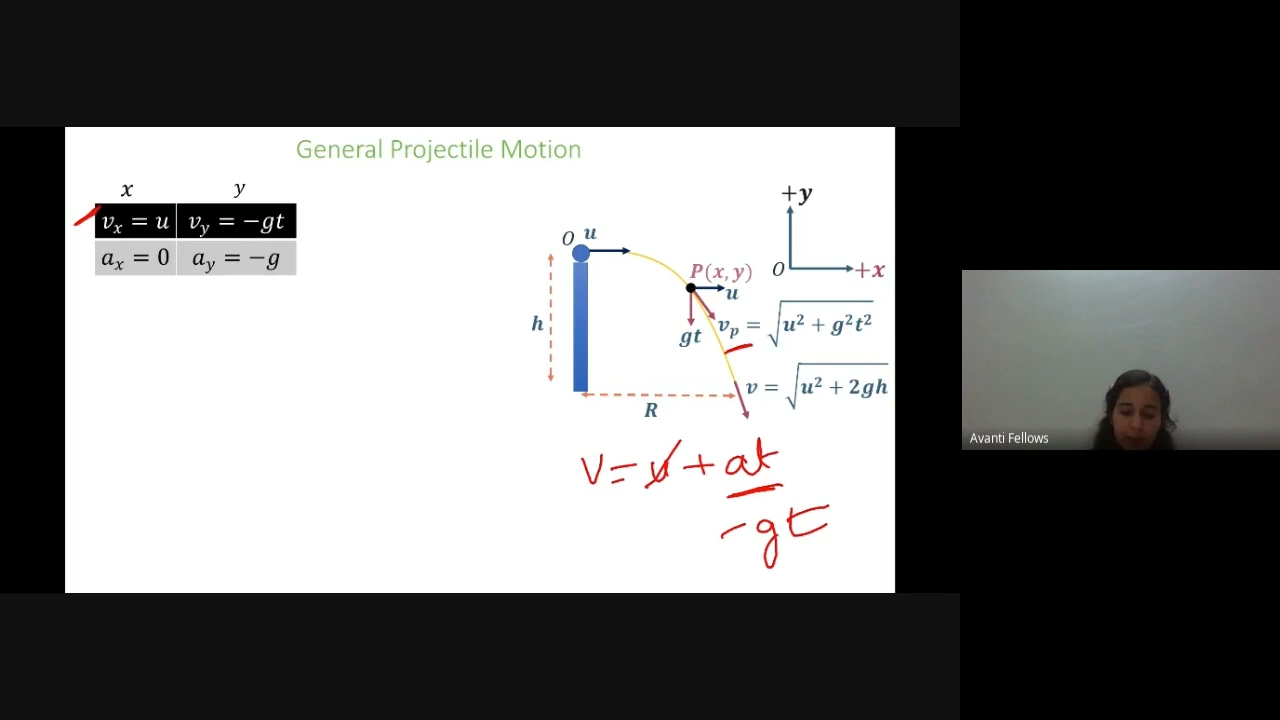 General Projectile Motion
x y
v_x = u v_y = −gt
a_x = 0 a_y = −g
O u
h
R
P(x, y)
u
gt
v_p = √(u² + g²t²)
v = √(u² + 2gh)
+y
O +x
V = u + at
-gt
Avanti Fellows